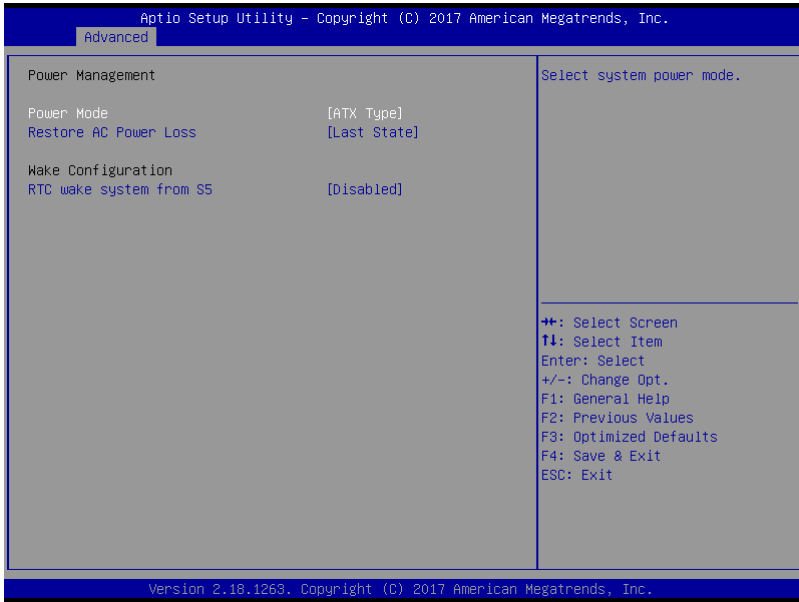 Aptio Setup Utility – Copyright (C) 2017 American Megatrends, Inc.
Advanced
Power Management
Power Mode [ATX Type]
Restore AC Power Loss [Last State]
Wake Configuration
RTC wake system from S5 [Disabled]
Select system power mode.
→←: Select Screen
↑↓: Select Item
Enter: Select
+/-: Change Opt.
F1: General Help
F2: Previous Values
F3: Optimized Defaults
F4: Save & Exit
ESC: Exit
Version 2.18.1263. Copyright (C) 2017 American Megatrends, Inc.